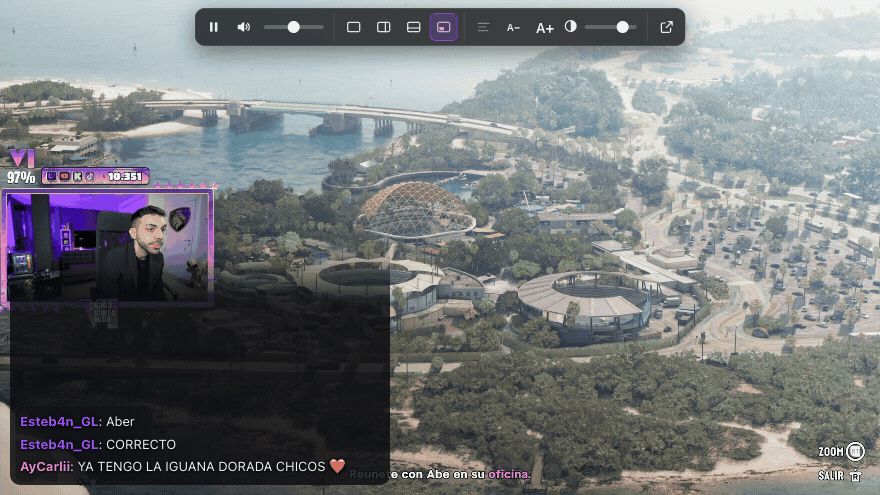 A-
A+
VI
97%
10.351
Esteb4n_GL: Aber
Esteb4n_GL: CORRECTO
AyCarlii: YA TENGO LA IGUANA DORADA CHICOS ❤️
Reúnete con Abe en su oficina.
ZOOM
SALIR